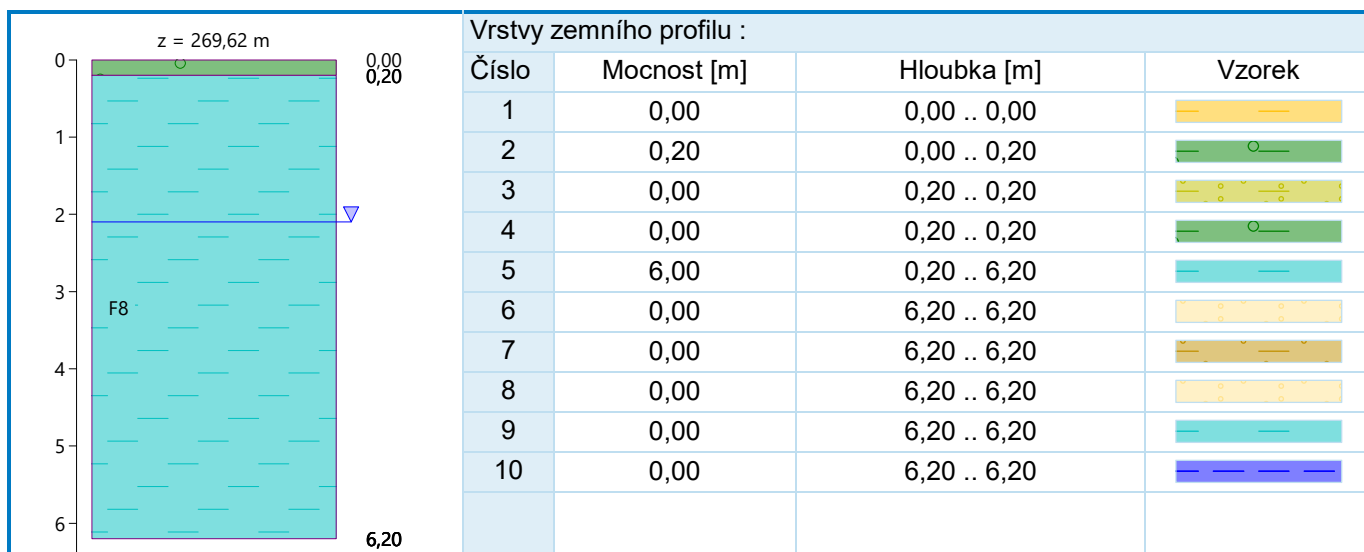 z = 269,62 m
0
0,00
0,20
1
2
3
F8
4
5
6
6,20
Vrstvy zemního profilu :
Číslo Mocnost [m] Hloubka [m] Vzorek
1 0,00 0,00 .. 0,00
2 0,20 0,00 .. 0,20
3 0,00 0,20 .. 0,20
4 0,00 0,20 .. 0,20
5 6,00 0,20 .. 6,20
6 0,00 6,20 .. 6,20
7 0,00 6,20 .. 6,20
8 0,00 6,20 .. 6,20
9 0,00 6,20 .. 6,20
10 0,00 6,20 .. 6,20